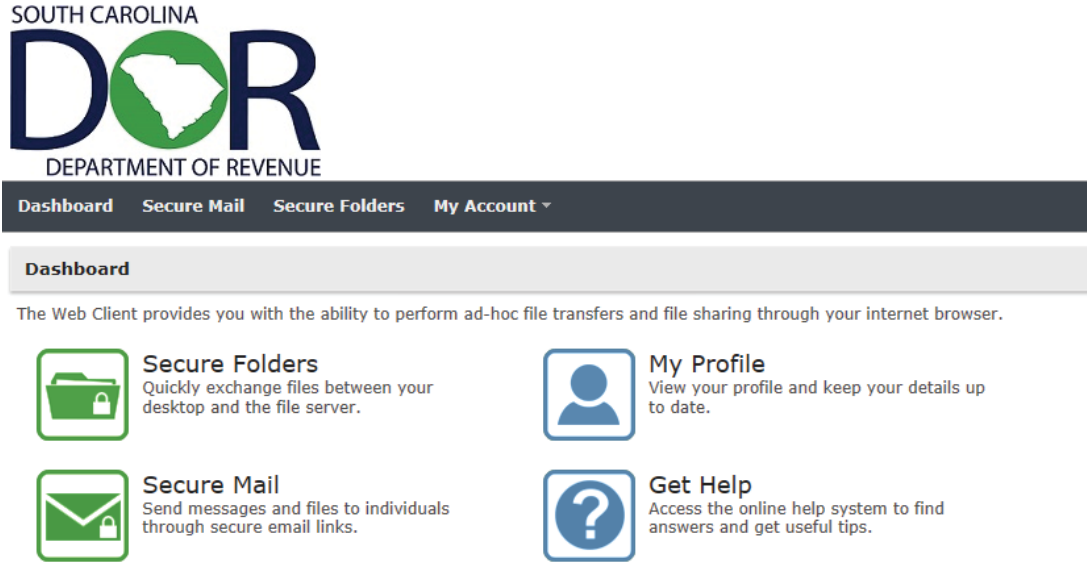 SOUTH CAROLINA
DOR
DEPARTMENT OF REVENUE
Dashboard Secure Mail Secure Folders My Account
Dashboard
The Web Client provides you with the ability to perform ad-hoc file transfers and file sharing through your internet browser.
Secure Folders
Quickly exchange files between your
desktop and the file server.
My Profile
View your profile and keep your details up
to date.
Secure Mail
Send messages and files to individuals
through secure email links.
Get Help
Access the online help system to find
answers and get useful tips.